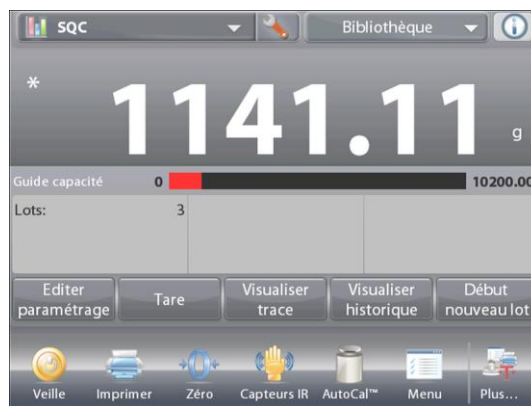 SQC
Bibliothèque
*
1141.11
g
Guide capacité 0 10200.00
Lots: 3
Editer paramétrage
Tare
Visualiser trace
Visualiser historique
Début nouveau lot
Veille
Imprimer
Zéro
Capteurs IR
AutoCal™
Menu
Plus...